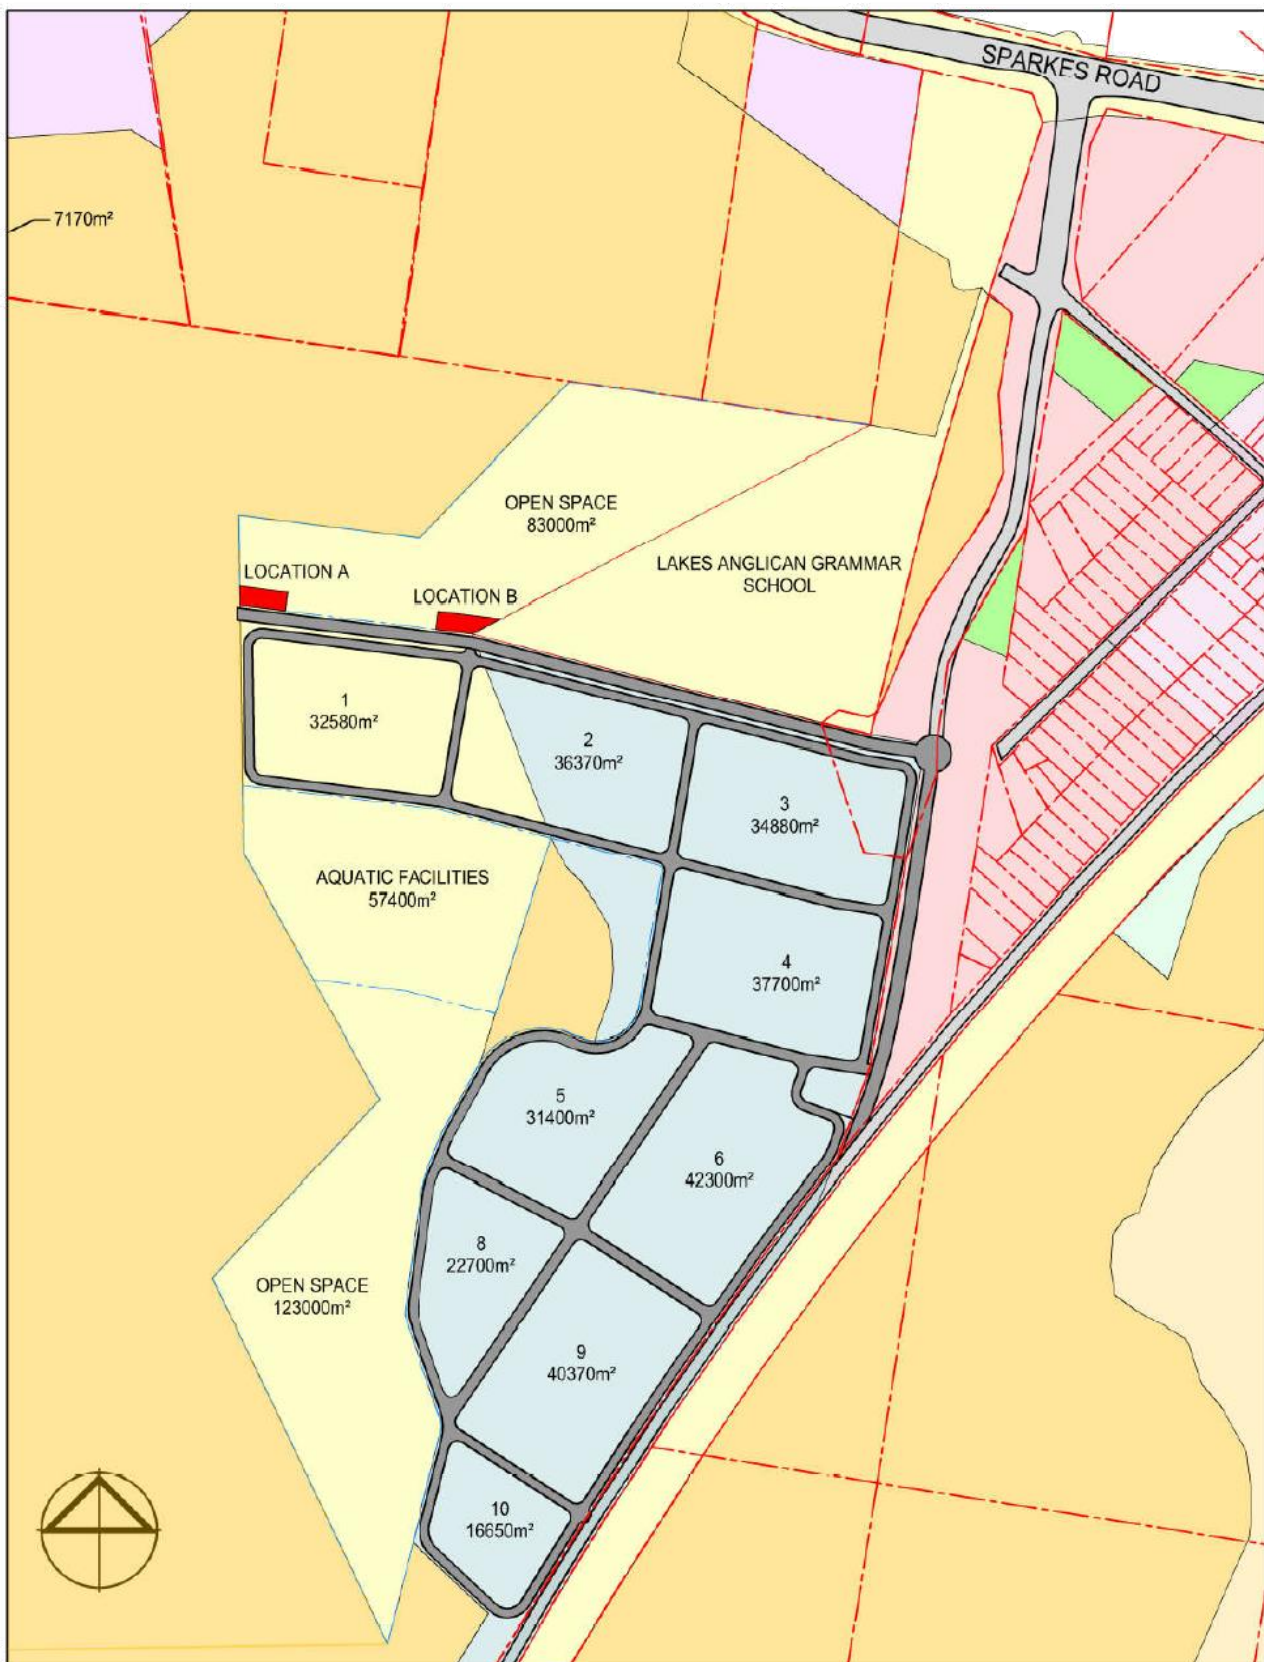 SPARKES ROAD
7170m²
OPEN SPACE
83000m²
LAKES ANGLICAN GRAMMAR
SCHOOL
LOCATION A
LOCATION B
1
32580m²
2
36370m²
3
34880m²
AQUATIC FACILITIES
57400m²
4
37700m²
5
31400m²
6
42300m²
8
22700m²
OPEN SPACE
123000m²
9
40370m²
10
16650m²